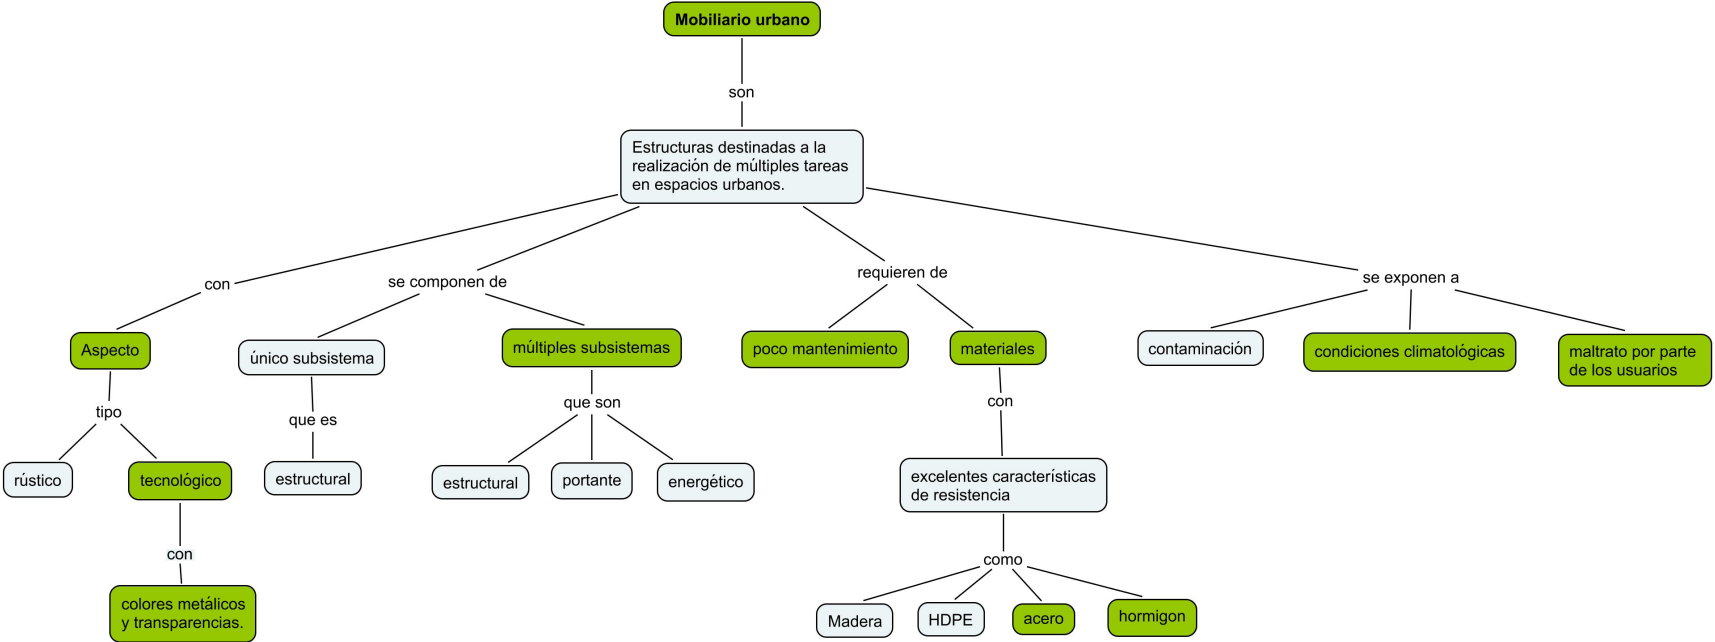 Mobiliario urbano
son
Estructuras destinadas a la
realización de múltiples tareas
en espacios urbanos.
con
se componen de
requieren de
se exponen a
Aspecto
único subsistema
múltiples subsistemas
poco mantenimiento
materiales
contaminación
condiciones climatológicas
maltrato por parte
de los usuarios
tipo
que es
que son
con
rústico
tecnológico
estructural
estructural
portante
energético
excelentes características
de resistencia
con
como
colores metálicos
y transparencias.
Madera
HDPE
acero
hormigon